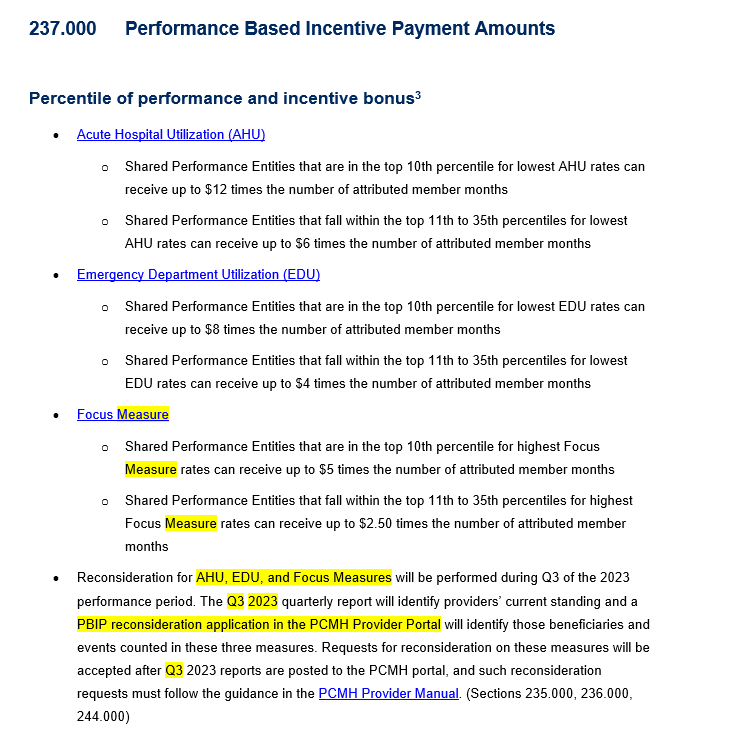 237.000 Performance Based Incentive Payment Amounts
Percentile of performance and incentive bonus³
• Acute Hospital Utilization (AHU)
o Shared Performance Entities that are in the top 10th percentile for lowest AHU rates can
receive up to $12 times the number of attributed member months
o Shared Performance Entities that fall within the top 11th to 35th percentiles for lowest
AHU rates can receive up to $6 times the number of attributed member months
• Emergency Department Utilization (EDU)
o Shared Performance Entities that are in the top 10th percentile for lowest EDU rates can
receive up to $8 times the number of attributed member months
o Shared Performance Entities that fall within the top 11th to 35th percentiles for lowest
EDU rates can receive up to $4 times the number of attributed member months
• Focus Measure
o Shared Performance Entities that are in the top 10th percentile for highest Focus
Measure rates can receive up to $5 times the number of attributed member months
o Shared Performance Entities that fall within the top 11th to 35th percentiles for highest
Focus Measure rates can receive up to $2.50 times the number of attributed member
months
• Reconsideration for AHU, EDU, and Focus Measures will be performed during Q3 of the 2023
performance period. The Q3 2023 quarterly report will identify providers’ current standing and a
PBIP reconsideration application in the PCMH Provider Portal will identify those beneficiaries and
events counted in these three measures. Requests for reconsideration on these measures will be
accepted after Q3 2023 reports are posted to the PCMH portal, and such reconsideration
requests must follow the guidance in the PCMH Provider Manual. (Sections 235.000, 236.000,
244.000)